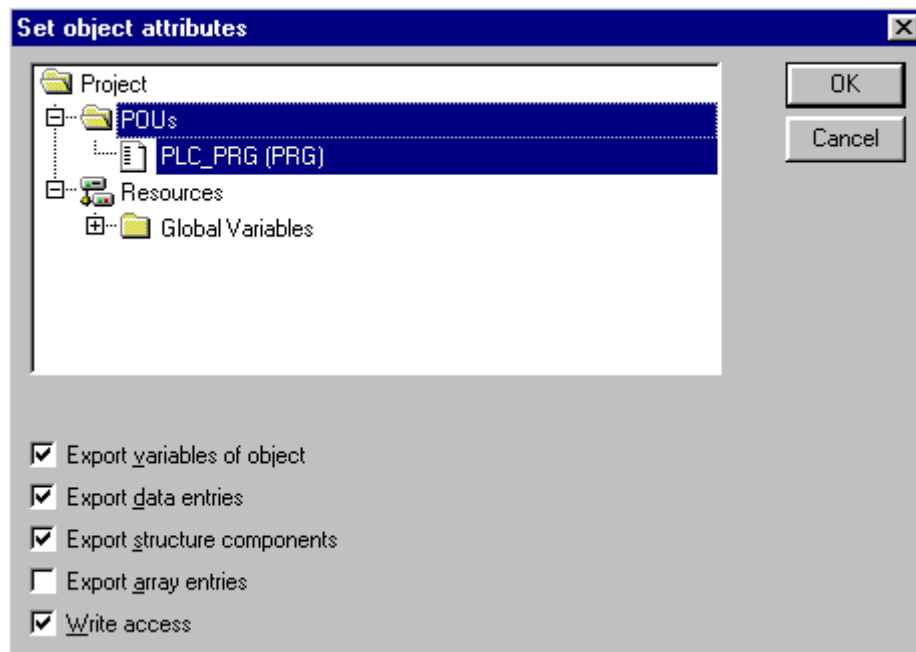 Set object attributes
Project
OK
POUs
Cancel
PLC_PRG (PRG)
Resources
Global Variables
Export variables of object
Export data entries
Export structure components
Export array entries
Write access